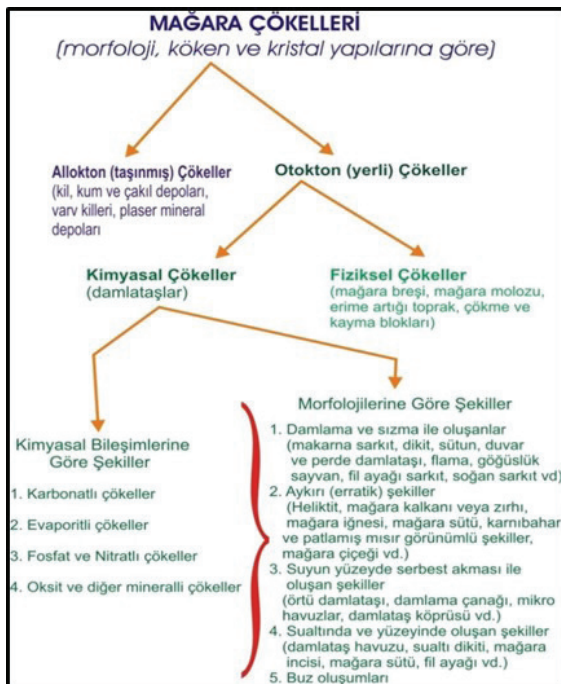 MAĞARA ÇÖKELLERİ
(morfoloji, köken ve kristal yapılarına göre)
Allokton (taşınmış) Çökeller
(kil, kum ve çakıl depoları,
varv killeri, plaser mineral
depoları
Otokton (yerli) Çökeller
Kimyasal Çökeller
(damlataşlar)
Fiziksel Çökeller
(mağara breşi, mağara molozu,
erime artığı toprak, çökme ve
kayma blokları)
Kimyasal Bileşimlerine
Göre Şekiller
1. Karbonatlı çökeller
2. Evaporitli çökeller
3. Fosfat ve Nitratlı çökeller
4. Oksit ve diğer mineralli çökeller
Morfolojilerine Göre Şekiller
1. Damlama ve sızma ile oluşanlar
(makarna sarkıt, dikit, sütun, duvar
ve perde damlataşı, flama, göğüslük
sayvan, fil ayağı sarkıt, soğan sarkıt vd)
2. Aykırı (erratik) şekiller
(Heliktit, mağara kalkanı veya zırhı,
mağara iğnesi, mağara sütü, karnıbahar
ve patlamış mısır görünümlü şekiller,
mağara çiçeği vd.)
3. Suyun yüzeyde serbest akması ile
oluşan şekiller
(örtü damlataşı, damlama çanağı, mikro
havuzlar, damlataş köprüsü vd.)
4. Sualtında ve yüzeyinde oluşan şekiller
(damlataş havuzu, sualtı dikiti, mağara
incisi, mağara sütü, fil ayağı vd.)
5. Buz oluşumları